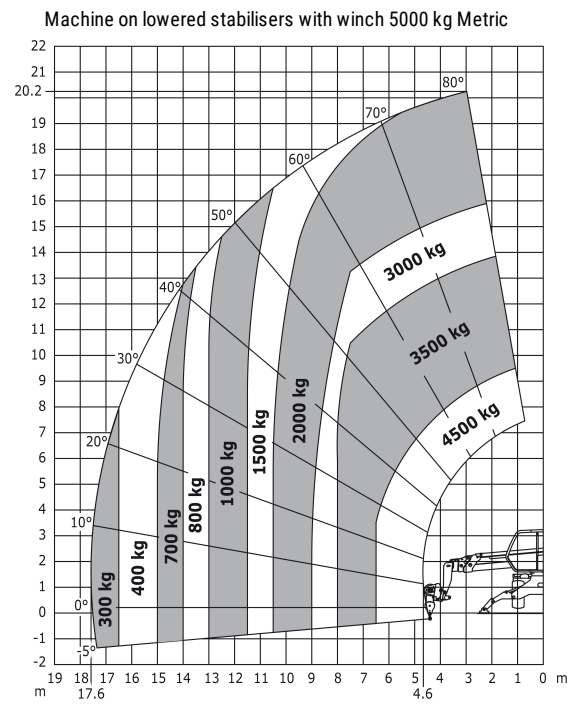 Machine on lowered stabilisers with winch 5000 kg Metric
22
21
20.2
19
18
17
16
15
14
13
12
11
10
9
8
7
6
5
4
3
2
1
0
-1
-2
80°
70°
60°
50°
40°
30°
20°
10°
0°
-5°
3000 kg
3500 kg
4500 kg
2000 kg
1500 kg
1000 kg
800 kg
700 kg
400 kg
300 kg
19 18 17 16 15 14 13 12 11 10 9 8 7 6 5 4 3 2 1 0 m
m 17.6 4.6